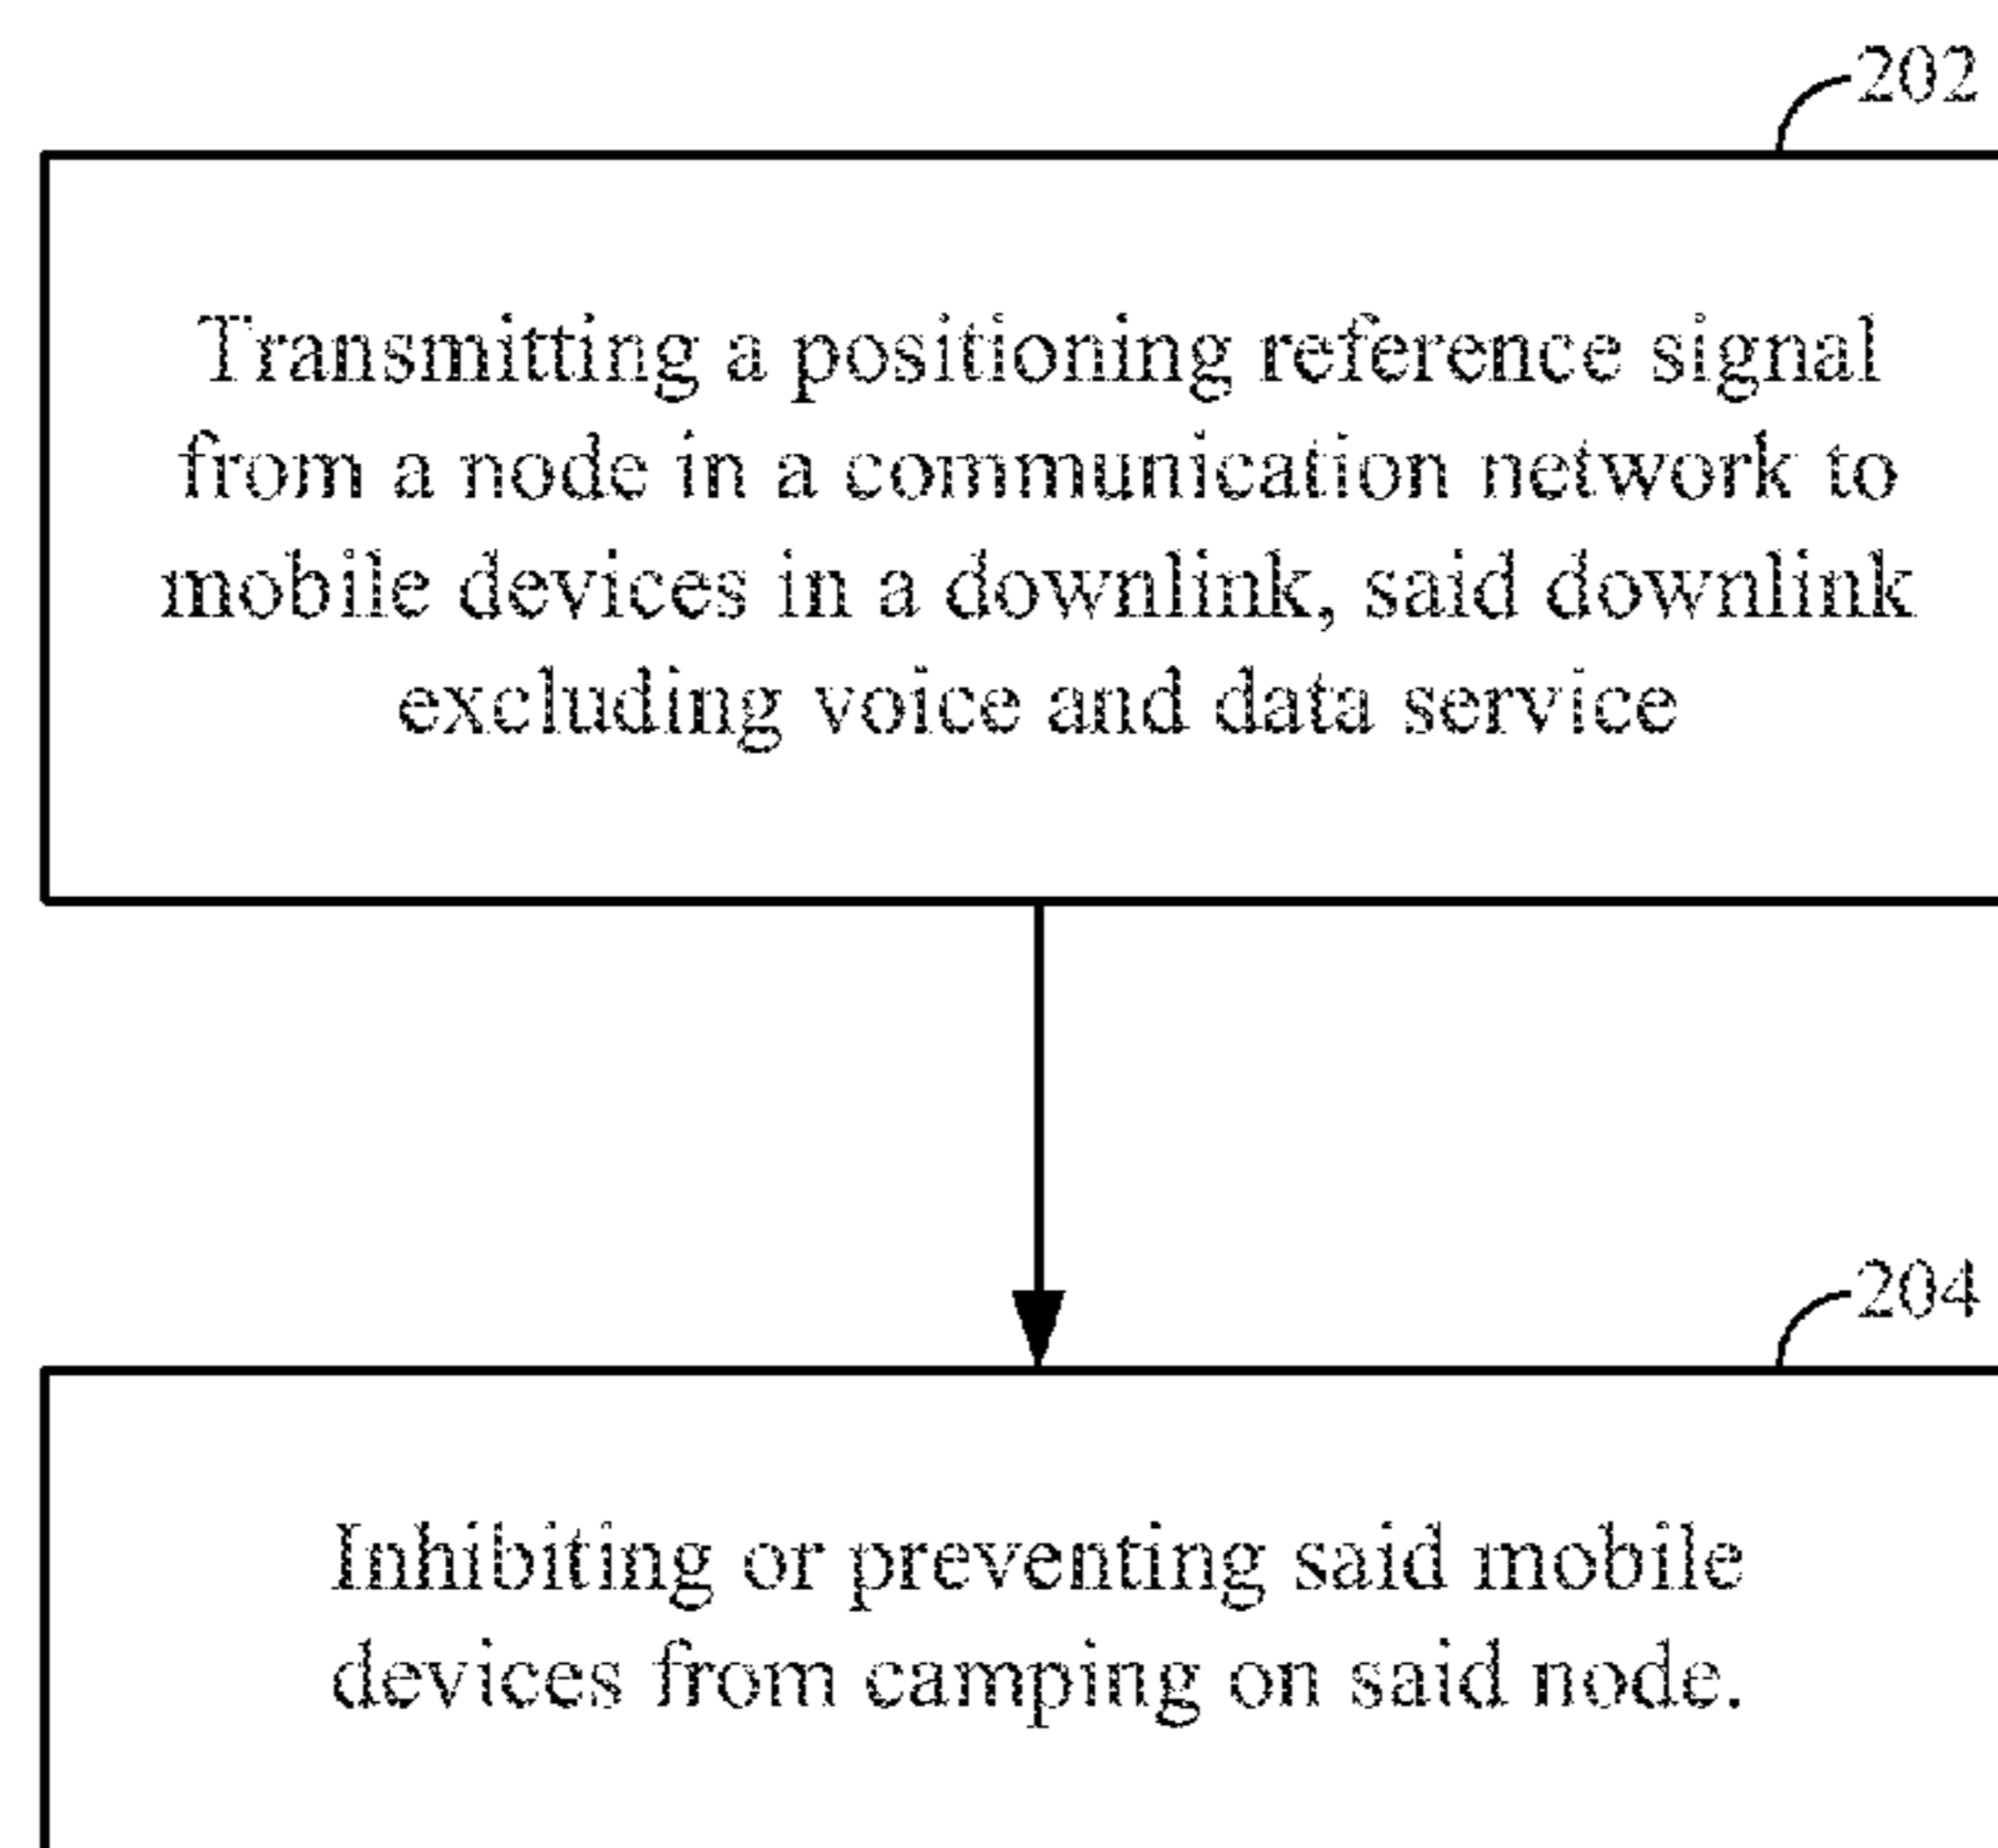 202
Transmitting a positioning reference signal
from a node in a communication network to
mobile devices in a downlink, said downlink
excluding voice and data service
204
Inhibiting or preventing said mobile
devices from camping on said node.